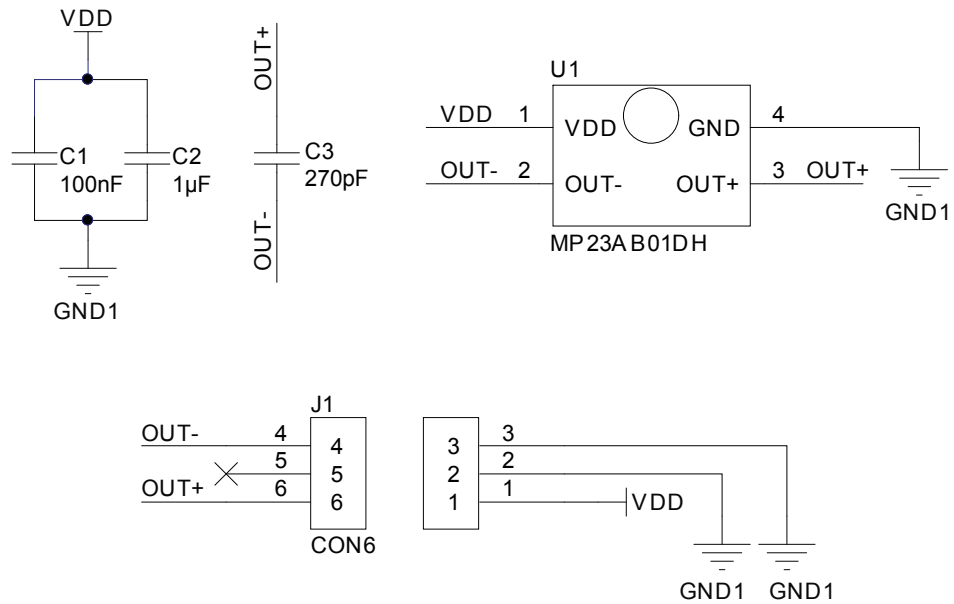 VDD
C1
100nF
C2
1µF
GND1
OUT+
C3
270pF
OUT-
U1
VDD 1 VDD GND 4
OUT- 2 OUT- OUT+ 3 OUT+
GND1
MP23AB01DH
J1
OUT- 4 4
5 5
OUT+ 6 6
CON6
3 3
2 2
1 1 VDD
GND1 GND1